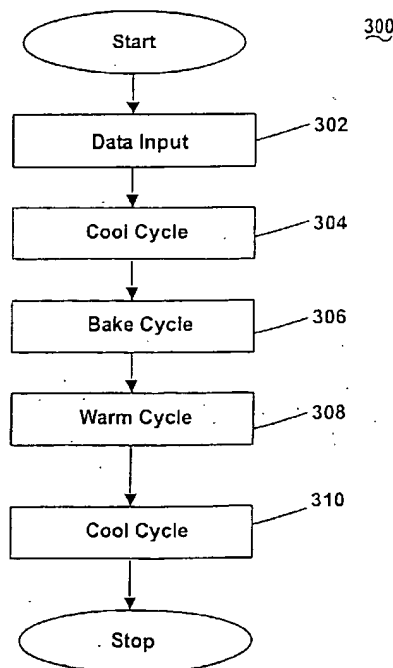 300
Start
Data Input
302
Cool Cycle
304
Bake Cycle
306
Warm Cycle
308
Cool Cycle
310
Stop